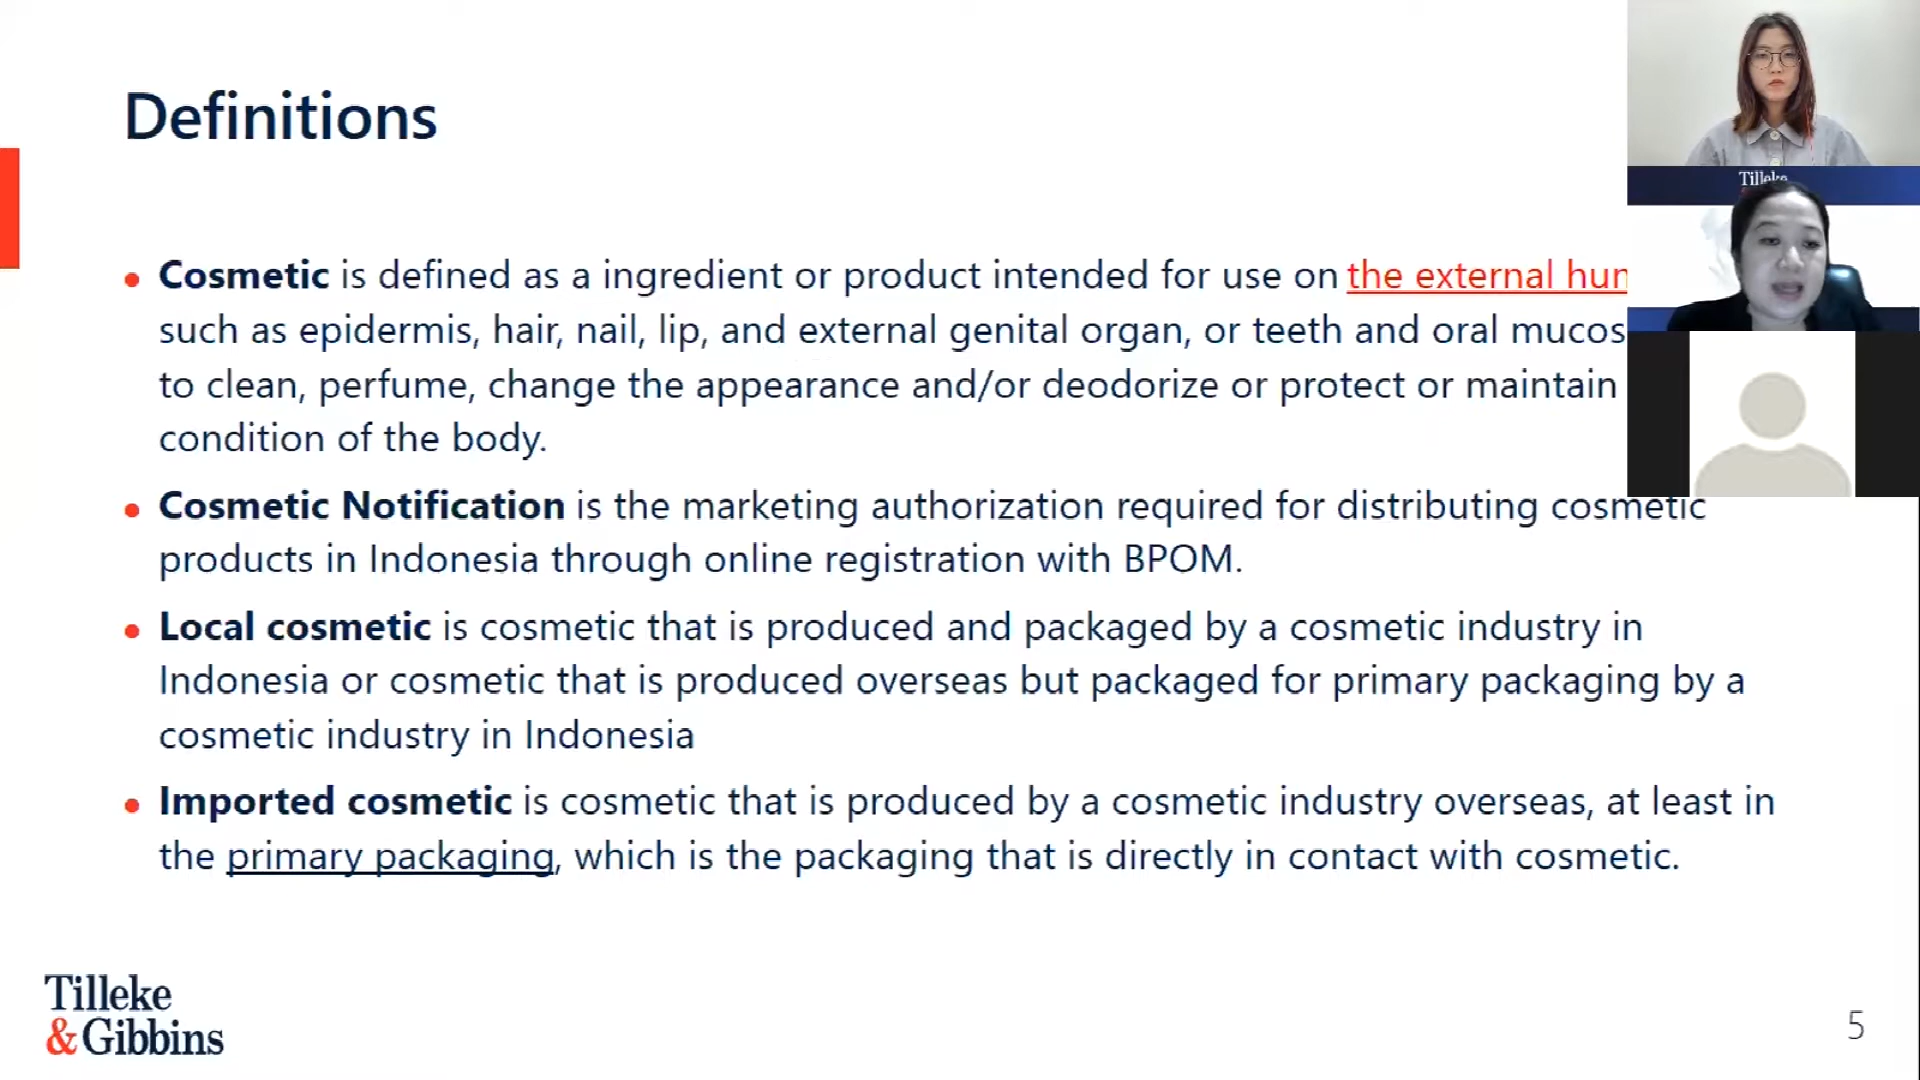 Definitions
Cosmetic is defined as a ingredient or product intended for use on the external
such as epidermis, hair, nail, lip, and external genital organ, or teeth and oral
to clean, perfume, change the appearance and/or deodorize or protect or maintain
condition of the body.
Cosmetic Notification is the marketing authorization required for distributing cosmetic
products in Indonesia through online registration with BPOM.
Local cosmetic is cosmetic that is produced and packaged by a cosmetic industry in
Indonesia or cosmetic that is produced overseas but packaged for primary packaging by a
cosmetic industry in Indonesia
Imported cosmetic is cosmetic that is produced by a cosmetic industry overseas, at least in
the primary packaging, which is the packaging that is directly in contact with cosmetic.
Tilleke
Tilleke
&Gibbins
5